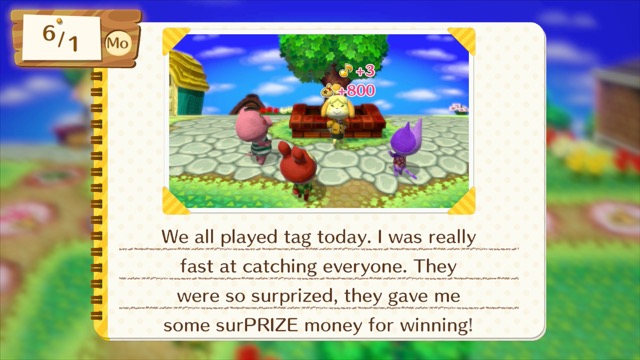 6/1
Mo
+3
+800
We all played tag today. I was really
fast at catching everyone. They
were so surprized, they gave me
some surPRIZE money for winning!